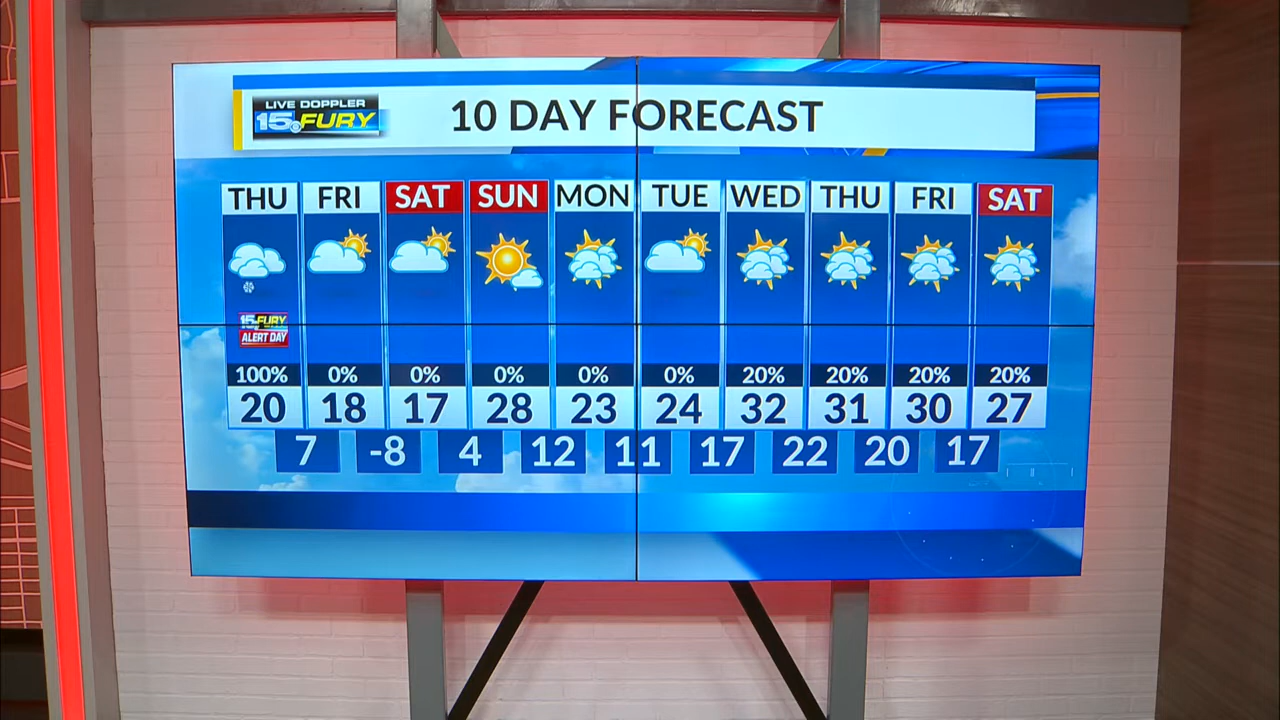 LIVE DOPPLER
15 FURY
10 DAY FORECAST
THU FRI SAT SUN MON TUE WED THU FRI SAT
15 FURY
ALERT DAY
100% 0% 0% 0% 0% 0% 20% 20% 20% 20%
20 18 17 28 23 24 32 31 30 27
7 -8 4 12 11 17 22 20 17